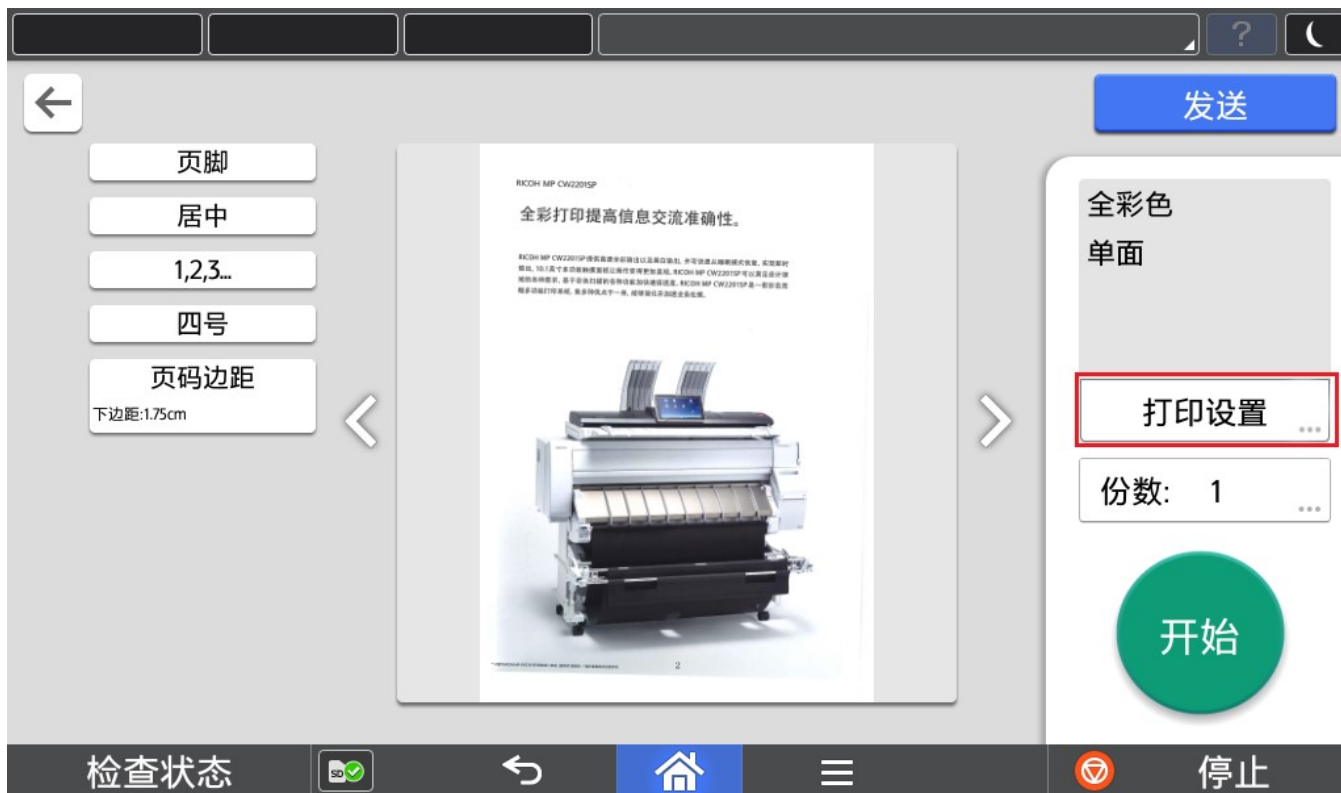 ?
发送
页脚
居中
1,2,3...
四号
页码边距
下边距:1.75cm
RICOH MP CW2201SP
全彩打印提高信息交流准确性。
2
全彩色
单面
打印设置
份数: 1
开始
检查状态
SD
停止